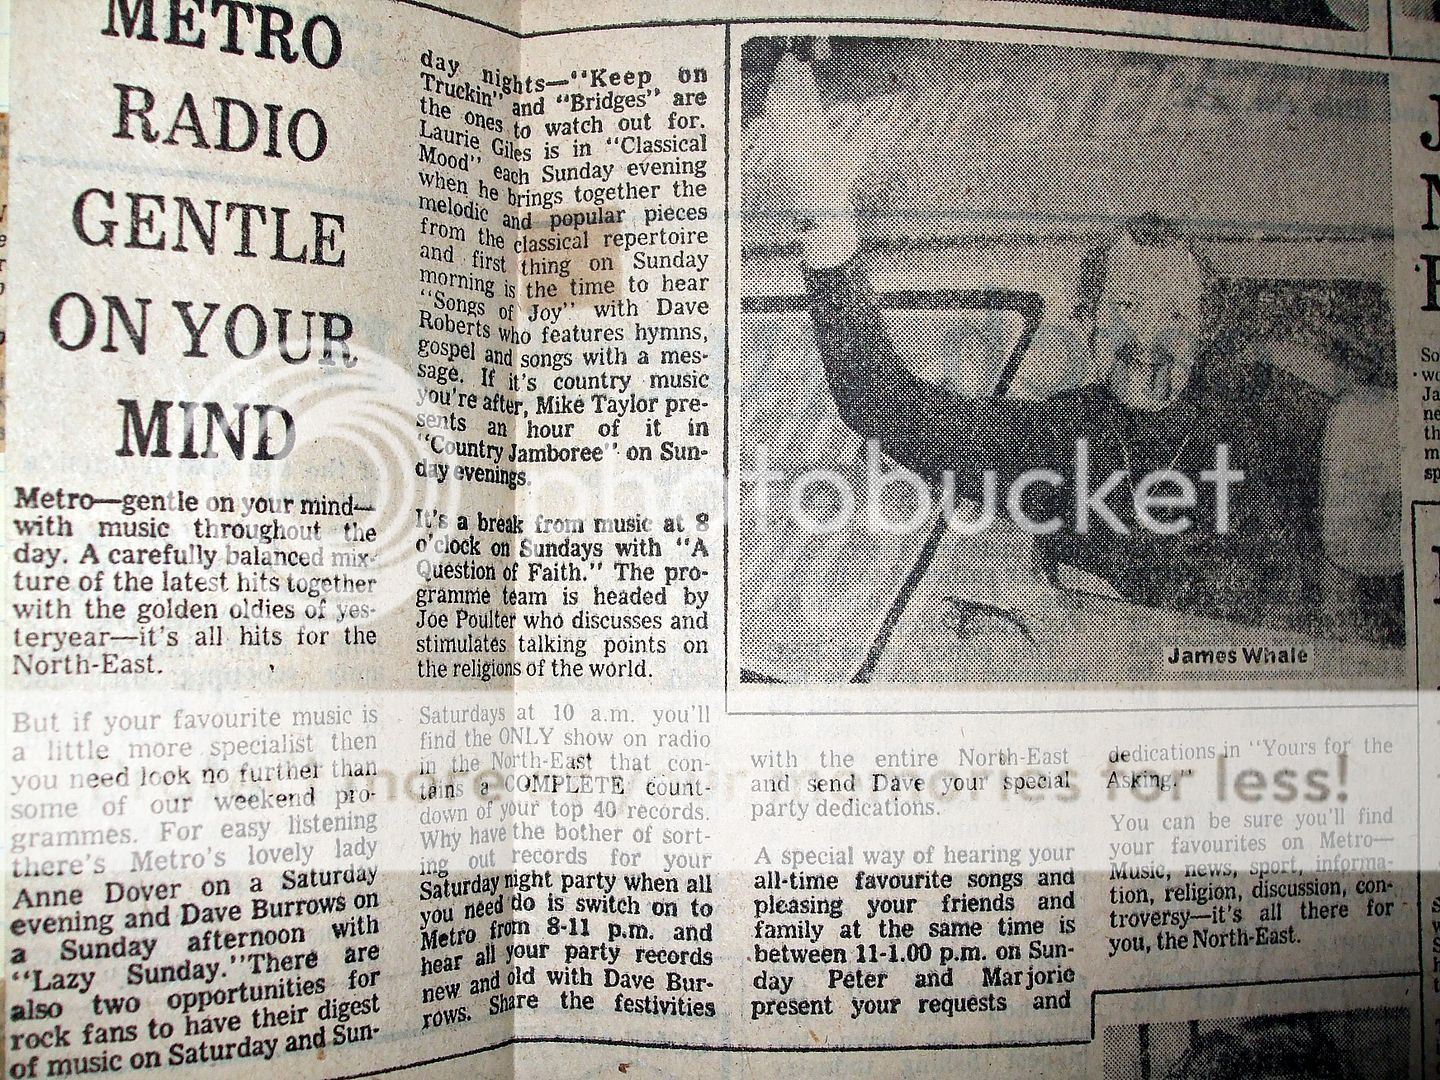 METRO
RADIO
GENTLE
ON YOUR
MIND
Metro—gentle on your mind—
with music throughout the
day. A carefully balanced mix-
ture of the latest hits together
with the golden oldies of yes-
teryear—it's all hits for the
North-East.
But if your favourite music is
a little more specialist then
you need look no further than
some of our weekend pro-
grammes. For easy listening
there's Metro's lovely lady
Anne Dover on a Saturday
evening and Dave Burrows on
a Sunday afternoon with
"Lazy Sunday." There are
also two opportunities for
rock fans to have their digest
of music on Saturday and Sun-
day nights—"Keep on
Truckin" and "Bridges" are
the ones to watch out for.
Laurie Giles is in "Classical
Mood" each Sunday evening
when he brings together the
melodic and popular pieces
from the classical repertoire
and first thing on Sunday
morning is the time to hear
"Songs of Joy" with Dave
Roberts who features hymns,
gospel and songs with a mes-
sage. If it's country music
you're after, Mike Taylor pre-
sents an hour of it in
"Country Jamboree" on Sun-
day evenings.
It's a break from music at 8
o'clock on Sundays with "A
Question of Faith." The pro-
gramme team is headed by
Joe Poulter who discusses and
stimulates talking points on
the religions of the world.
Saturdays at 10 a.m. you'll
find the ONLY show on radio
in the North-East that con-
tains a COMPLETE count-
down of your top 40 records.
Why have the bother of sort-
ing out records for your
Saturday night party when all
you need do is switch on to
Metro from 8-11 p.m. and
hear all your party records
new and old with Dave Bur-
rows. Share the festivities
James Whale
with the entire North-East
and send Dave your special
party dedications.
A special way of hearing your
all-time favourite songs and
pleasing your friends and
family at the same time is
between 11-1.00 p.m. on Sun-
day Peter and Marjorie
present your requests and
dedications in "Yours for the
Asking."
You can be sure you'll find
your favourites on Metro—
Music, news, sport, informa-
tion, religion, discussion, con-
troversy—it's all there for
you, the North-East.
photobucket
more
for less!